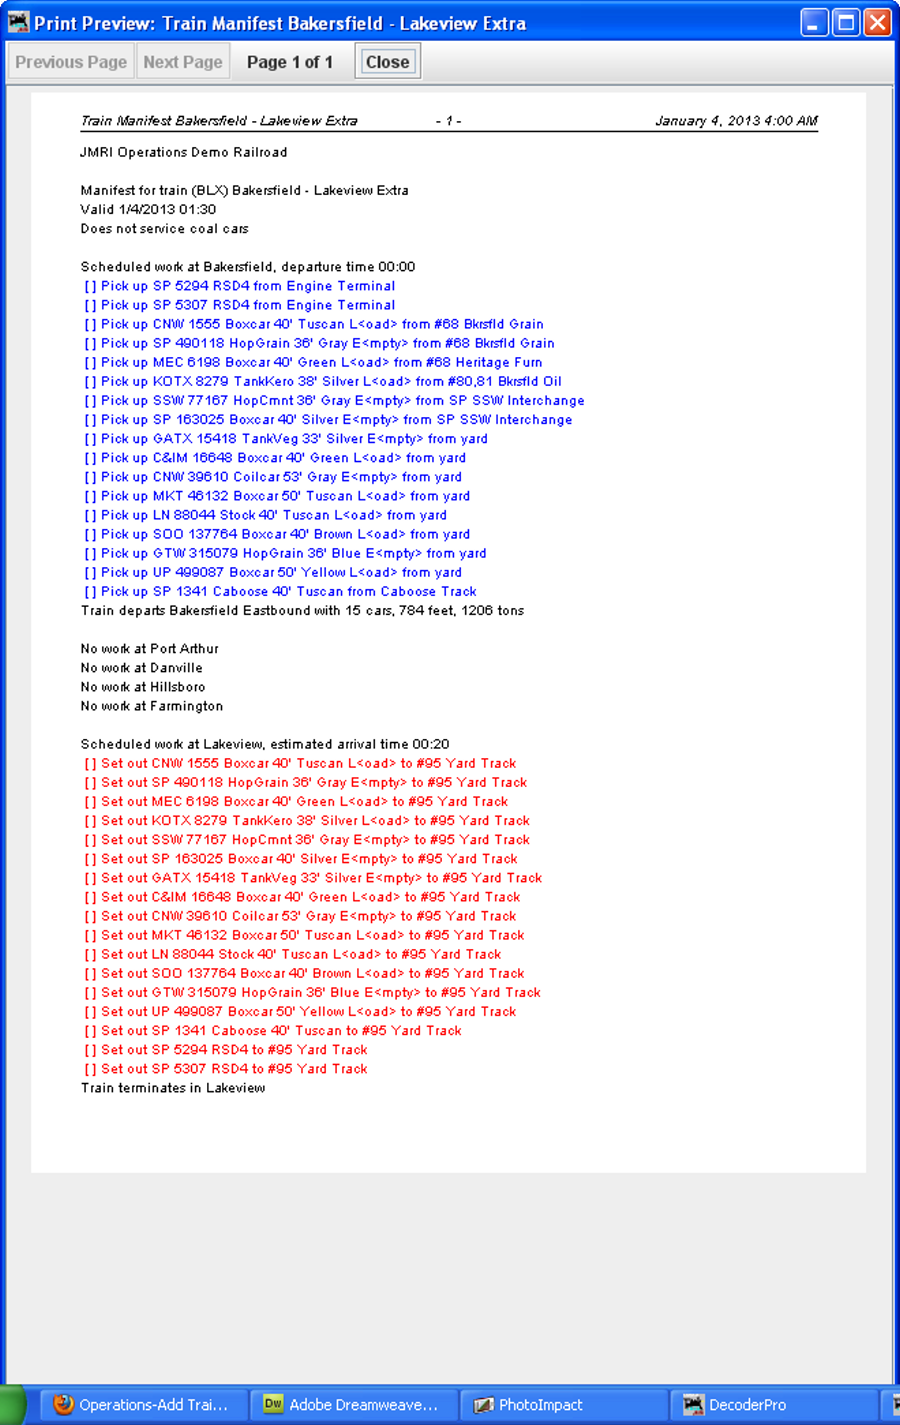 Print Preview: Train Manifest Bakersfield - Lakeview Extra
Previous Page Next Page Page 1 of 1 Close
Train Manifest Bakersfield - Lakeview Extra - 1 - January 4, 2013 4:00 AM
JMRI Operations Demo Railroad
Manifest for train (BLX) Bakersfield - Lakeview Extra
Valid 1/4/2013 01:30
Does not service coal cars
Scheduled work at Bakersfield, departure time 00:00
[ ] Pick up SP 5294 RSD4 from Engine Terminal
[ ] Pick up SP 5307 RSD4 from Engine Terminal
[ ] Pick up CNW 1555 Boxcar 40' Tuscan L<oad> from #68 Bkrsfld Grain
[ ] Pick up SP 490118 HopGrain 36' Gray E<mpty> from #68 Bkrsfld Grain
[ ] Pick up MEC 6198 Boxcar 40' Green L<oad> from #68 Heritage Furn
[ ] Pick up KOTX 8279 TankKero 38' Silver L<oad> from #80,81 Bkrsfld Oil
[ ] Pick up SSW 77167 HopCmnt 36' Gray E<mpty> from SP SSW Interchange
[ ] Pick up SP 163025 Boxcar 40' Silver E<mpty> from SP SSW Interchange
[ ] Pick up GATX 15418 TankVeg 33' Silver E<mpty> from yard
[ ] Pick up C&IM 16648 Boxcar 40' Green L<oad> from yard
[ ] Pick up CNW 39610 Coilcar 53' Gray E<mpty> from yard
[ ] Pick up MKT 46132 Boxcar 50' Tuscan L<oad> from yard
[ ] Pick up LN 88044 Stock 40' Tuscan L<oad> from yard
[ ] Pick up SOO 137764 Boxcar 40' Brown L<oad> from yard
[ ] Pick up GTW 315079 HopGrain 36' Blue E<mpty> from yard
[ ] Pick up UP 499087 Boxcar 50' Yellow L<oad> from yard
[ ] Pick up SP 1341 Caboose 40' Tuscan from Caboose Track
Train departs Bakersfield Eastbound with 15 cars, 784 feet, 1206 tons
No work at Port Arthur
No work at Danville
No work at Hillsboro
No work at Farmington
Scheduled work at Lakeview, estimated arrival time 00:20
[ ] Set out CNW 1555 Boxcar 40' Tuscan L<oad> to #95 Yard Track
[ ] Set out SP 490118 HopGrain 36' Gray E<mpty> to #95 Yard Track
[ ] Set out MEC 6198 Boxcar 40' Green L<oad> to #95 Yard Track
[ ] Set out KOTX 8279 TankKero 38' Silver L<oad> to #95 Yard Track
[ ] Set out SSW 77167 HopCmnt 36' Gray E<mpty> to #95 Yard Track
[ ] Set out SP 163025 Boxcar 40' Silver E<mpty> to #95 Yard Track
[ ] Set out GATX 15418 TankVeg 33' Silver E<mpty> to #95 Yard Track
[ ] Set out C&IM 16648 Boxcar 40' Green L<oad> to #95 Yard Track
[ ] Set out CNW 39610 Coilcar 53' Gray E<mpty> to #95 Yard Track
[ ] Set out MKT 46132 Boxcar 50' Tuscan L<oad> to #95 Yard Track
[ ] Set out LN 88044 Stock 40' Tuscan L<oad> to #95 Yard Track
[ ] Set out SOO 137764 Boxcar 40' Brown L<oad> to #95 Yard Track
[ ] Set out GTW 315079 HopGrain 36' Blue E<mpty> to #95 Yard Track
[ ] Set out UP 499087 Boxcar 50' Yellow L<oad> to #95 Yard Track
[ ] Set out SP 1341 Caboose 40' Tuscan to #95 Yard Track
[ ] Set out SP 5294 RSD4 to #95 Yard Track
[ ] Set out SP 5307 RSD4 to #95 Yard Track
Train terminates in Lakeview
Operations-Add Trai... Dw Adobe Dreamweave... PhotoImpact DecoderPro